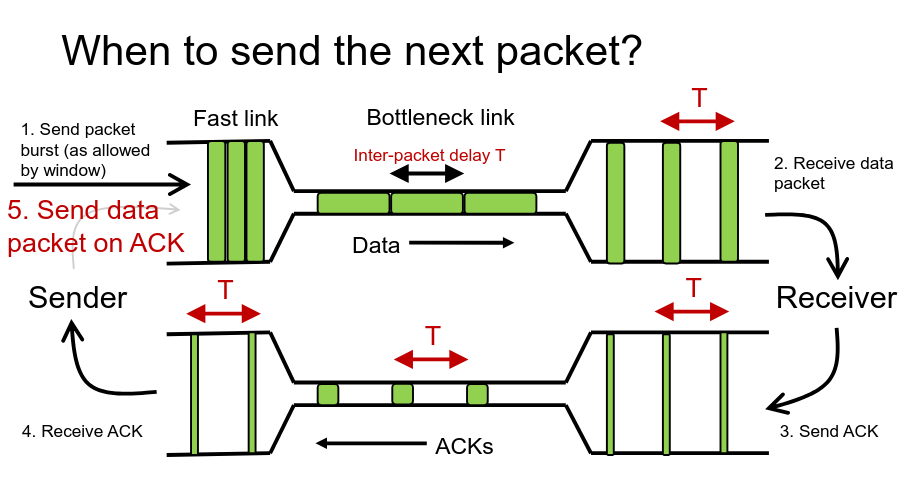 When to send the next packet?
Fast link
Bottleneck link
T
1. Send packet
burst (as allowed
by window)
Inter-packet delay T
2. Receive data
packet
5. Send data
packet on ACK
Data
Sender
T
T
Receiver
T
4. Receive ACK
ACKs
3. Send ACK